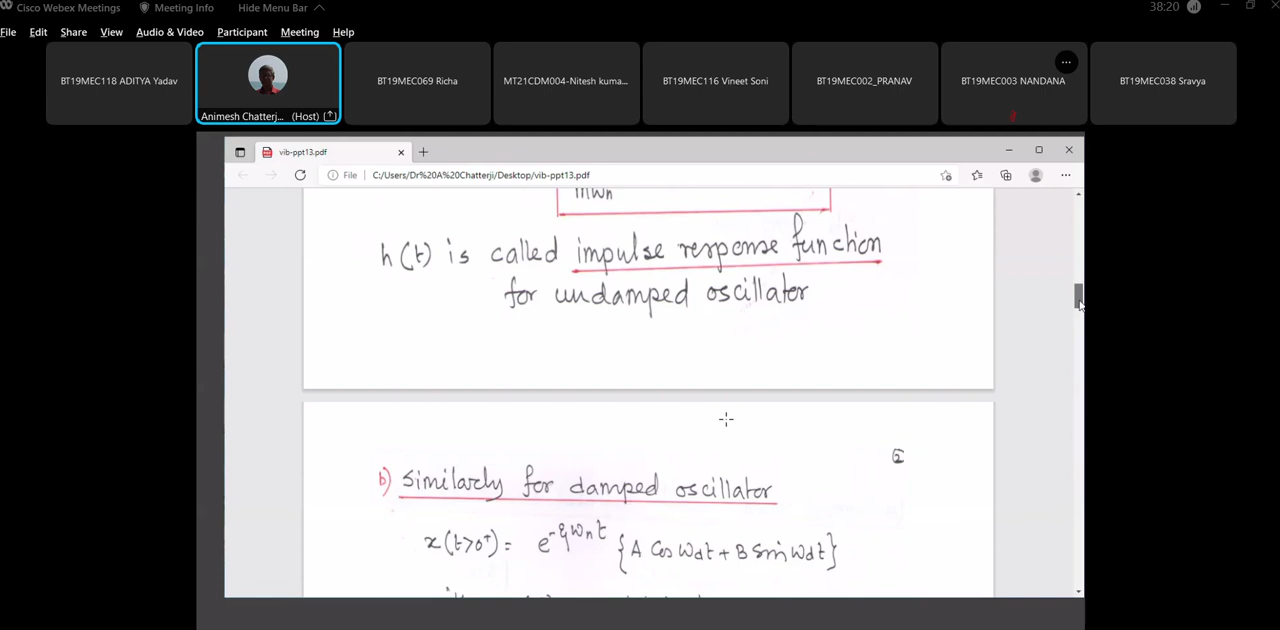 Cisco Webex Meetings Meeting Info Hide Menu Bar 38:20
File Edit Share View Audio & Video Participant Meeting Help
BT19MEC118 ADITYA Yadav
Animesh Chatterj... (Host)
BT19MEC069 Richa
MT21CDM004-Nitesh kuma...
BT19MEC116 Vineet Soni
BT19MEC002_PRANAV
BT19MEC003 NANDANA
BT19MEC038 Sravya
vib-ppt13.pdf
File C:/Users/Dr%20A%20Chatterji/Desktop/vib-ppt13.pdf
mωn
h(t) is called impulse response function
for undamped oscillator
b) Similarly for damped oscillator
x(t>0⁺) = e^-ξωnt {A Cos ωdt + B Sin ωdt}